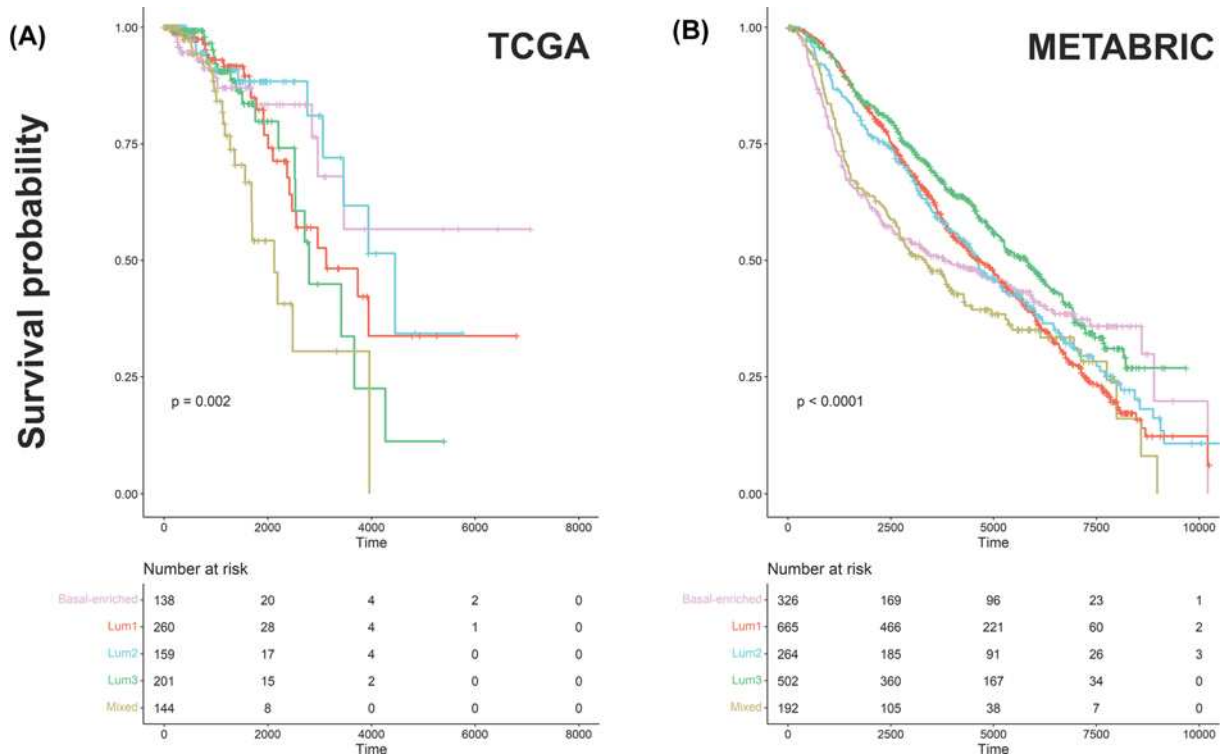 (A)
TCGA
Survival probability
1.00
0.75
0.50
0.25
0.00
p = 0.002
0 2000 4000 6000 8000
Time
Number at risk
Basal-enriched 138 20 4 2 0
Lum1 260 28 4 1 0
Lum2 159 17 4 0 0
Lum3 201 15 2 0 0
Mixed 144 8 0 0 0
0 2000 4000 6000 8000
Time
(B)
METABRIC
1.00
0.75
0.50
0.25
0.00
p < 0.0001
0 2500 5000 7500 10000
Time
Number at risk
Basal-enriched 326 169 96 23 1
Lum1 665 466 221 60 2
Lum2 264 185 91 26 3
Lum3 502 360 167 34 0
Mixed 192 105 38 7 0
0 2500 5000 7500 10000
Time